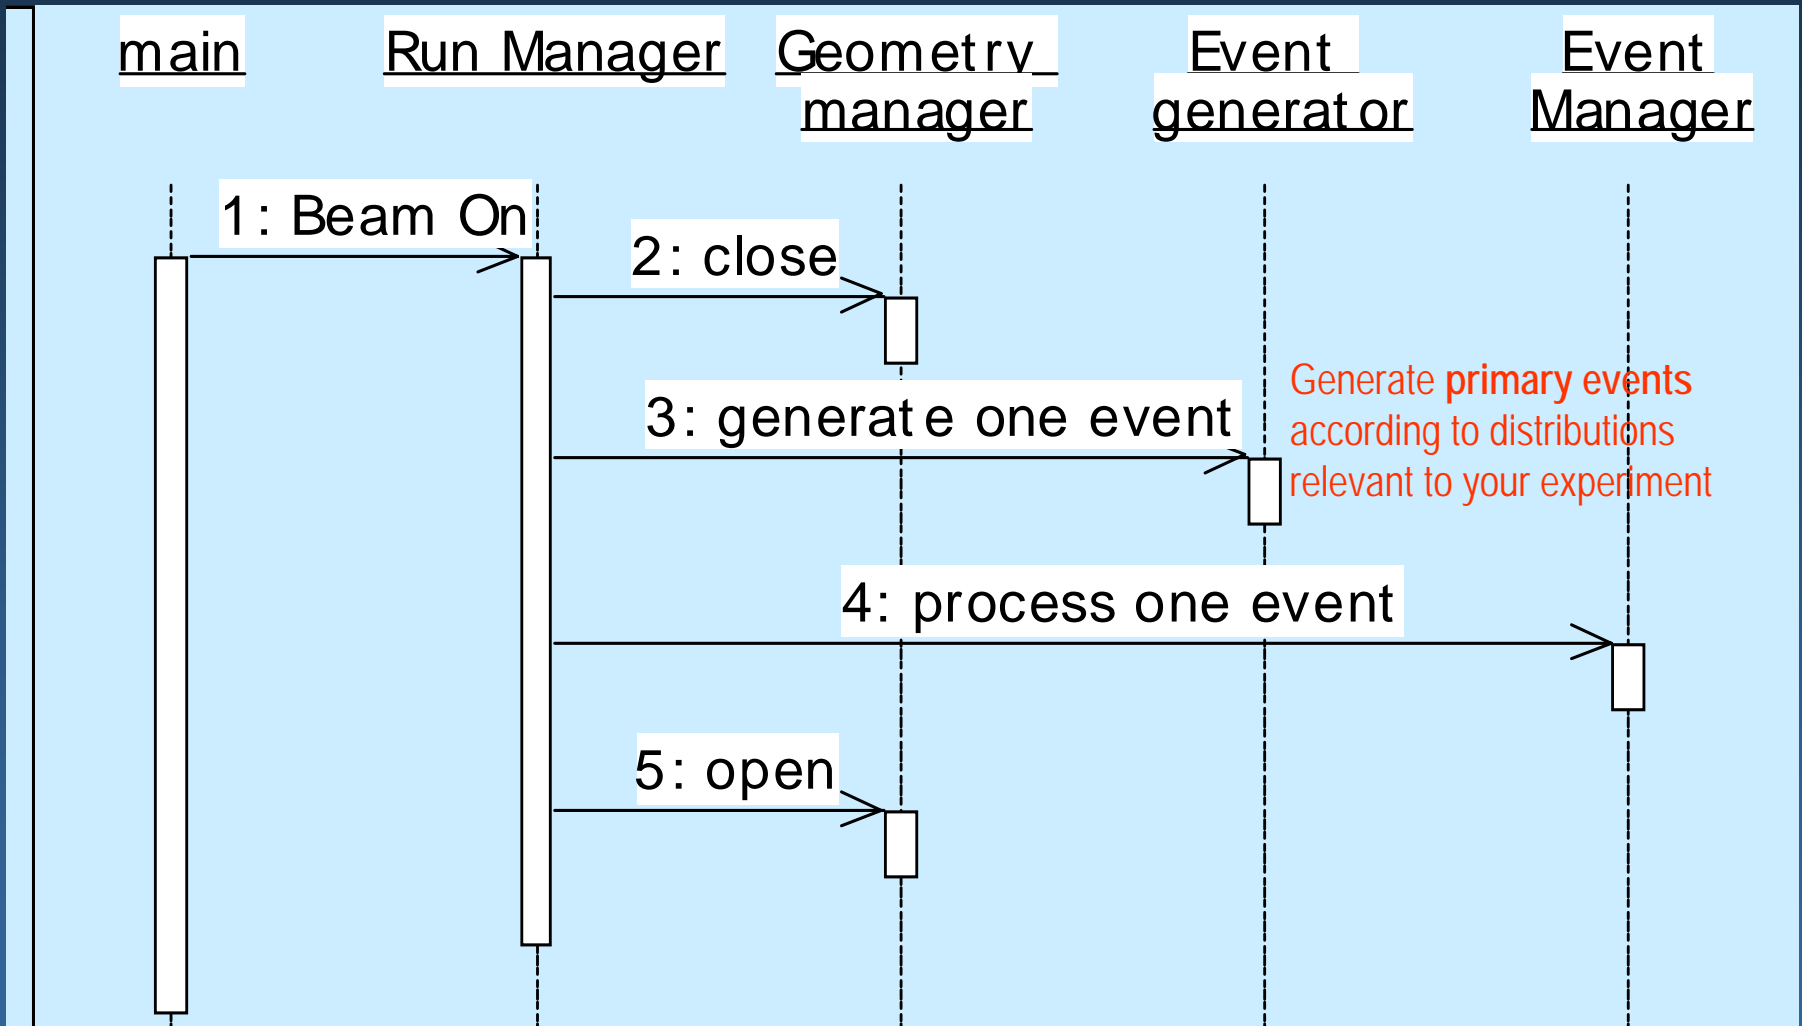 main
Run Manager
Geometry
manager
Event
generator
Event
Manager
1: Beam On
2: close
3: generate one event
Generate primary events
according to distributions
relevant to your experiment
4: process one event
5: open